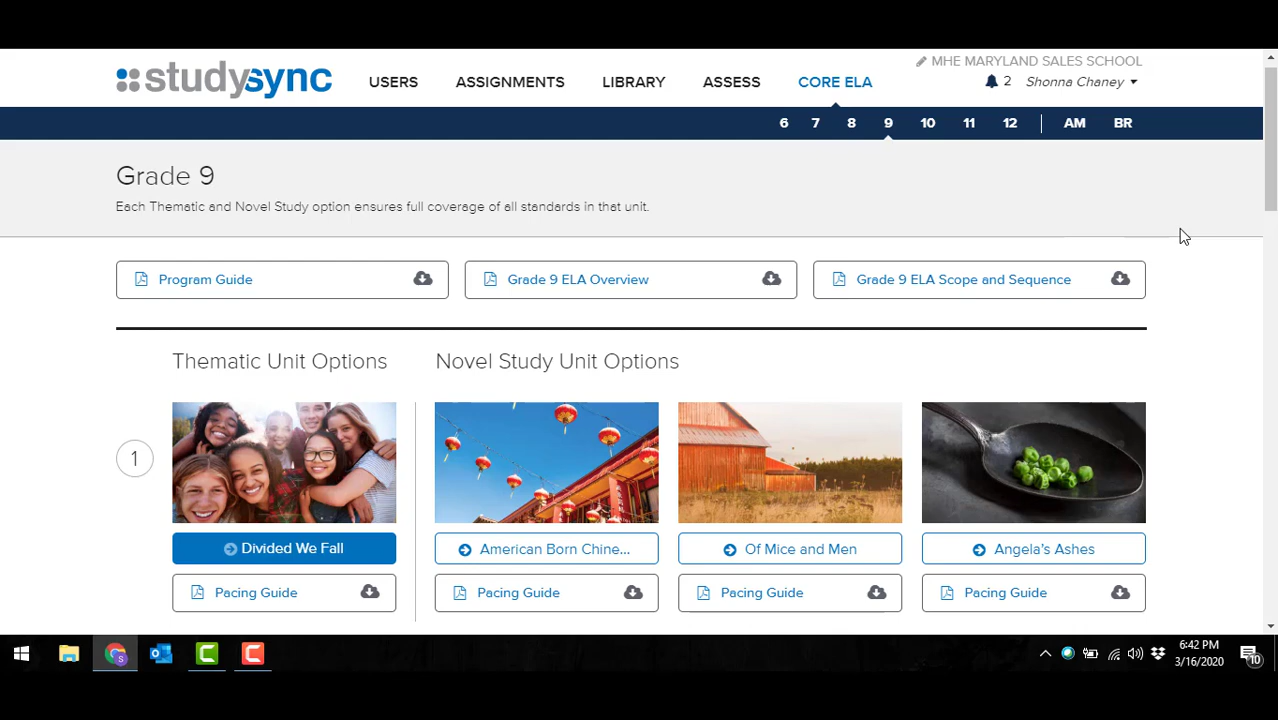 MHE MARYLAND SALES SCHOOL
studysync USERS ASSIGNMENTS LIBRARY ASSESS CORE ELA 2 Shonna Chaney
6 7 8 9 10 11 12 AM BR
Grade 9
Each Thematic and Novel Study option ensures full coverage of all standards in that unit.
Program Guide Grade 9 ELA Overview Grade 9 ELA Scope and Sequence
Thematic Unit Options Novel Study Unit Options
1
Divided We Fall American Born Chine... Of Mice and Men Angela's Ashes
Pacing Guide Pacing Guide Pacing Guide Pacing Guide
6:42 PM
3/16/2020
10